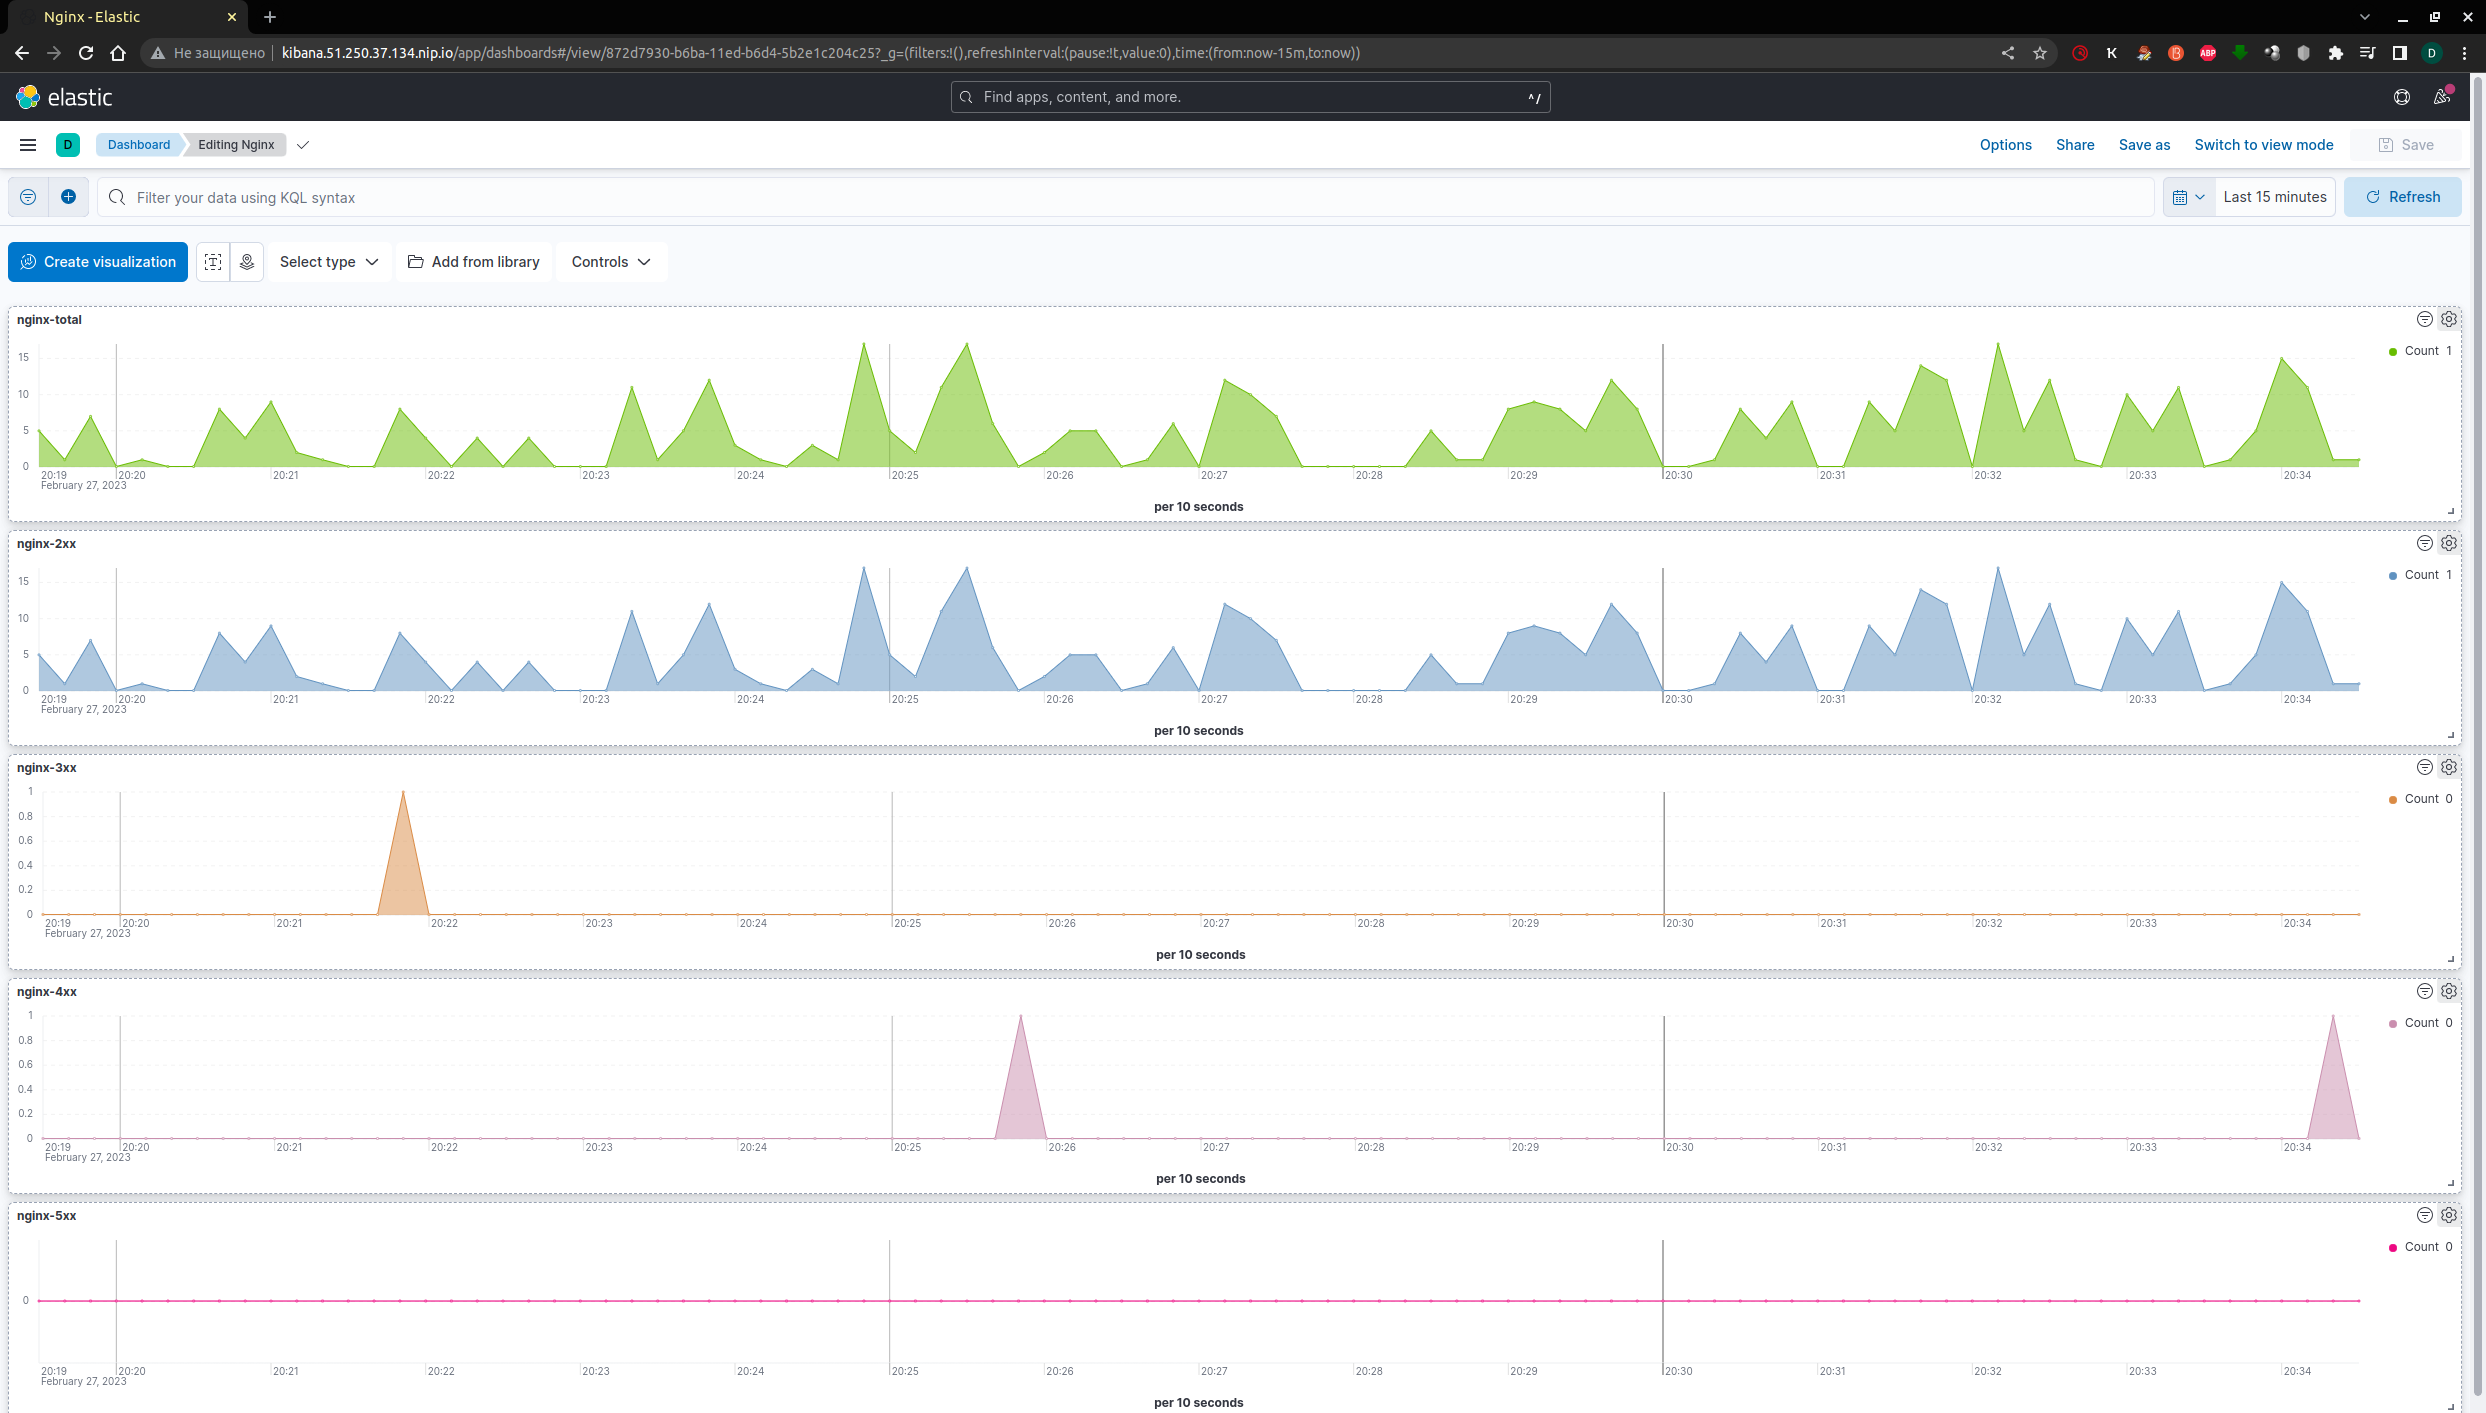 Nginx - Elastic
Не защищено
kibana.51.250.37.134.nip.io/app/dashboards#/view/872d7930-b6ba-11ed-b6d4-5b2e1c204c25?_g=(filters:!(),refreshInterval:(pause:!t,value:0),time:(from:now-15m,to:now))
K
ABP
D
elastic
Find apps, content, and more.
^/
D
Dashboard
Editing Nginx
Options
Share
Save as
Switch to view mode
Save
Filter your data using KQL syntax
Last 15 minutes
Refresh
Create visualization
Select type
Add from library
Controls
nginx-total
15
10
5
0
Count 1
20:19 20:20 20:21 20:22 20:23 20:24 20:25 20:26 20:27 20:28 20:29 20:30 20:31 20:32 20:33 20:34
February 27, 2023
per 10 seconds
nginx-2xx
15
10
5
0
Count 1
20:19 20:20 20:21 20:22 20:23 20:24 20:25 20:26 20:27 20:28 20:29 20:30 20:31 20:32 20:33 20:34
February 27, 2023
per 10 seconds
nginx-3xx
1
0.8
0.6
0.4
0.2
0
Count 0
20:19 20:20 20:21 20:22 20:23 20:24 20:25 20:26 20:27 20:28 20:29 20:30 20:31 20:32 20:33 20:34
February 27, 2023
per 10 seconds
nginx-4xx
1
0.8
0.6
0.4
0.2
0
Count 0
20:19 20:20 20:21 20:22 20:23 20:24 20:25 20:26 20:27 20:28 20:29 20:30 20:31 20:32 20:33 20:34
February 27, 2023
per 10 seconds
nginx-5xx
0
Count 0
20:19 20:20 20:21 20:22 20:23 20:24 20:25 20:26 20:27 20:28 20:29 20:30 20:31 20:32 20:33 20:34
February 27, 2023
per 10 seconds